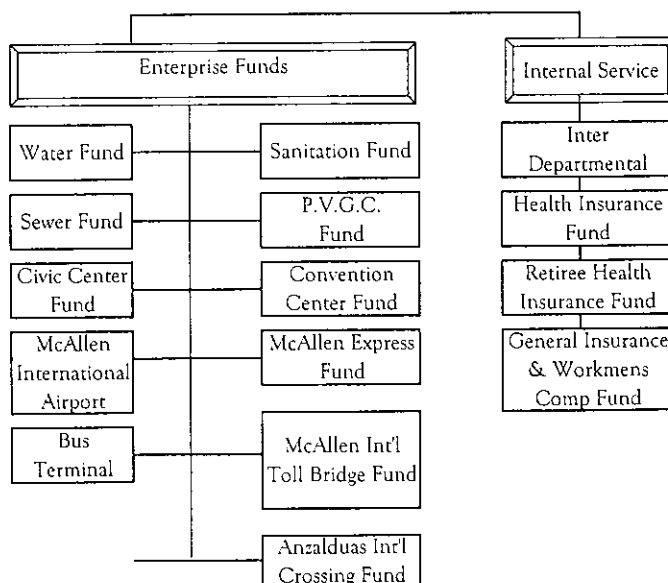 Enterprise Funds
Internal Service
Water Fund
Sanitation Fund
Inter
Departmental
Sewer Fund
P.V.G.C.
Fund
Health Insurance
Fund
Civic Center
Fund
Convention
Center Fund
Retiree Health
Insurance Fund
McAllen
International
Airport
McAllen Express
Fund
General Insurance
& Workmens
Comp Fund
Bus
Terminal
McAllen Int'l
Toll Bridge Fund
Anzalduas Int'l
Crossing Fund